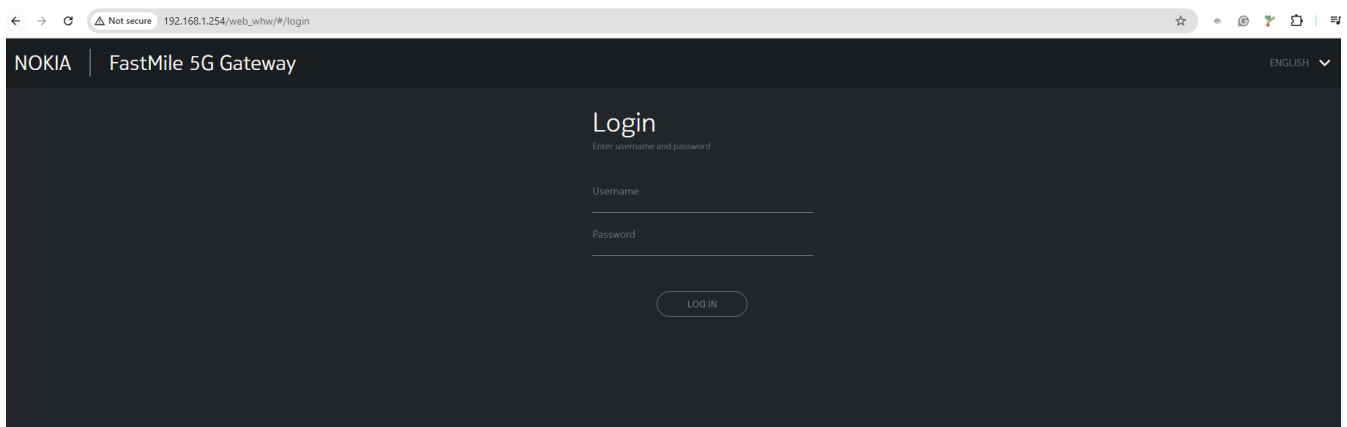 Not secure 192.168.1.254/web_whw/#/login
NOKIA FastMile 5G Gateway ENGLISH
Login
Enter username and password
Username
Password
LOG IN